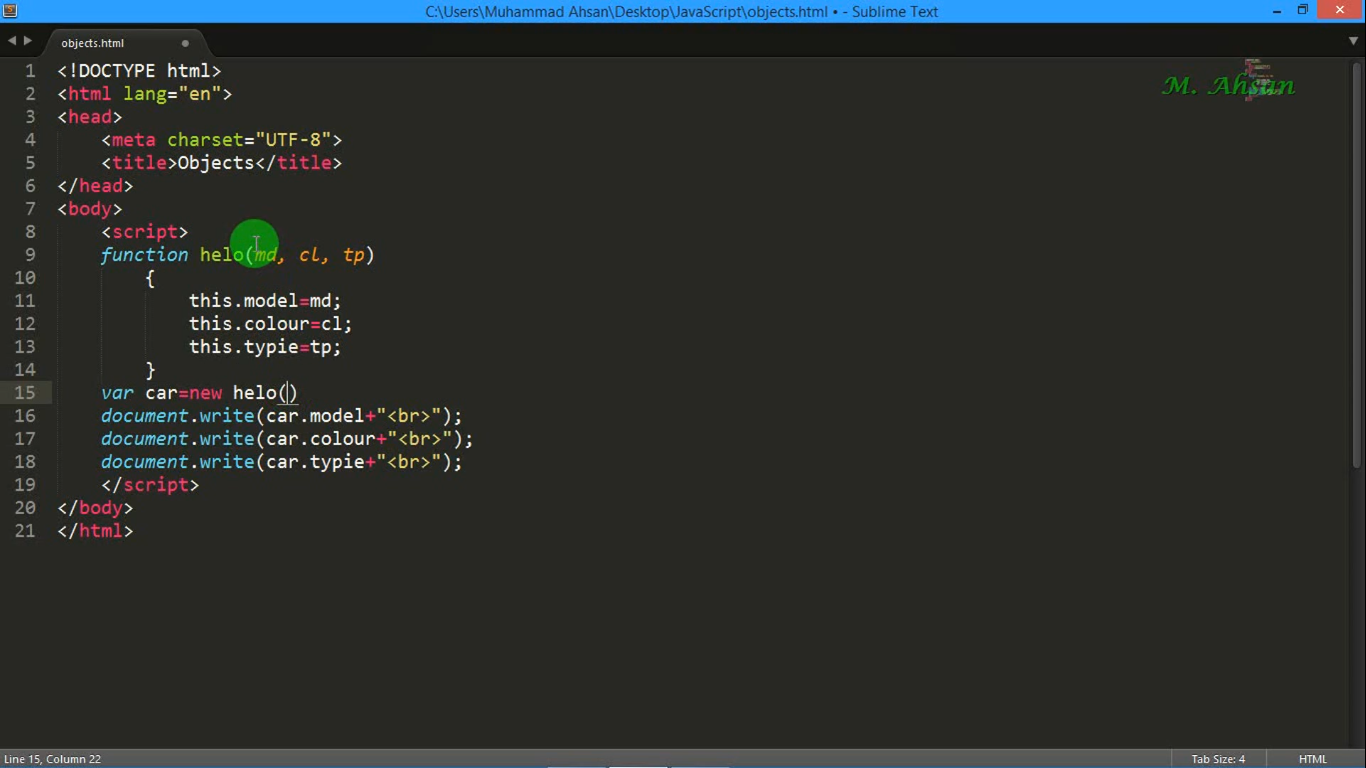 C:\Users\Muhammad Ahsan\Desktop\JavaScript\objects.html • - Sublime Text
objects.html
M. Ahsan
1 <!DOCTYPE html>
2 <html lang="en">
3 <head>
4 <meta charset="UTF-8">
5 <title>Objects</title>
6 </head>
7 <body>
8 <script>
9 function helo(md, cl, tp)
10 {
11 this.model=md;
12 this.colour=cl;
13 this.typie=tp;
14 }
15 var car=new helo()
16 document.write(car.model+"<br>");
17 document.write(car.colour+"<br>");
18 document.write(car.typie+"<br>");
19 </script>
20 </body>
21 </html>
Line 15, Column 22
Tab Size: 4
HTML